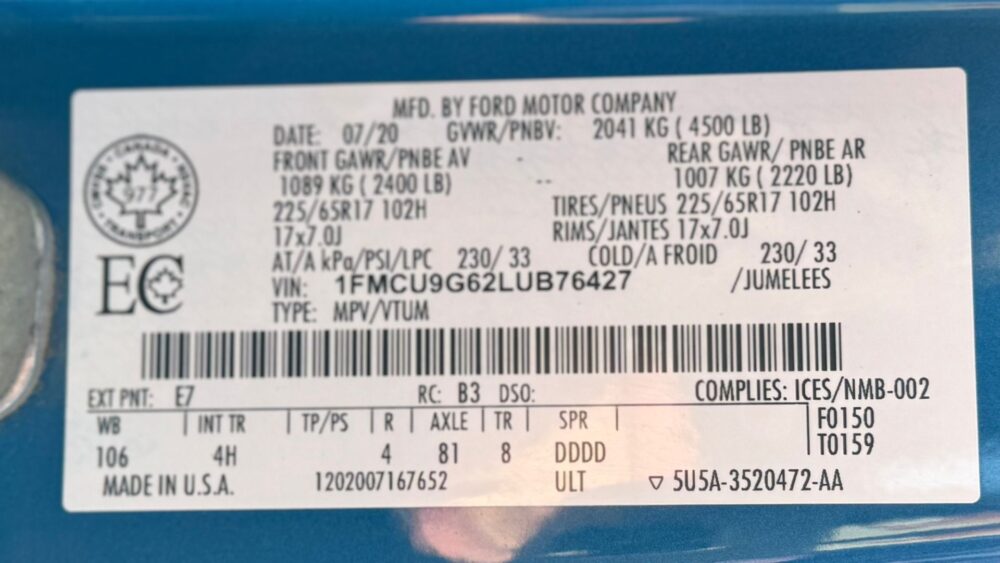 MFD. BY FORD MOTOR COMPANY
DATE: 07/20 GVWR/PNBV: 2041 KG ( 4500 LB)
FRONT GAWR/PNBE AV REAR GAWR/ PNBE AR
1089 KG ( 2400 LB) -- 1007 KG ( 2220 LB)
225/65R17 102H TIRES/PNEUS 225/65R17 102H
17x7.0J RIMS/JANTES 17x7.0J
AT/A kPa/PSI/LPC 230/ 33 COLD/A FROID 230/ 33
VIN: 1FMCU9G62LUB76427 /JUMELEES
TYPE: MPV/VTUM
CANADA
977
TRANSPORT
EC
EXT PNT: E7 RC: B3 DSO: COMPLIES: ICES/NMB-002
WB | INT TR | TP/PS | R | AXLE | TR | SPR | F0150
106 4H 4 81 8 DDDD T0159
MADE IN U.S.A. 1202007167652 ULT ▽ 5U5A-3520472-AA